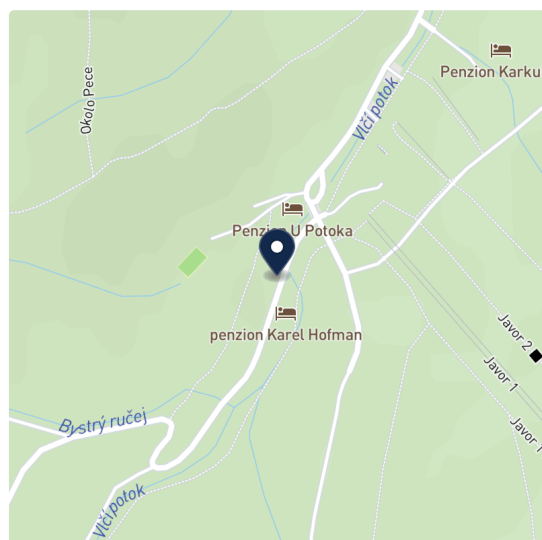 Okolo Pece
Penzion Karku
Vlčí potok
Penzion U Potoka
penzion Karel Hofman
Javor 2
Javor 1
Javor 1
Bystrý ručej
Vlčí potok